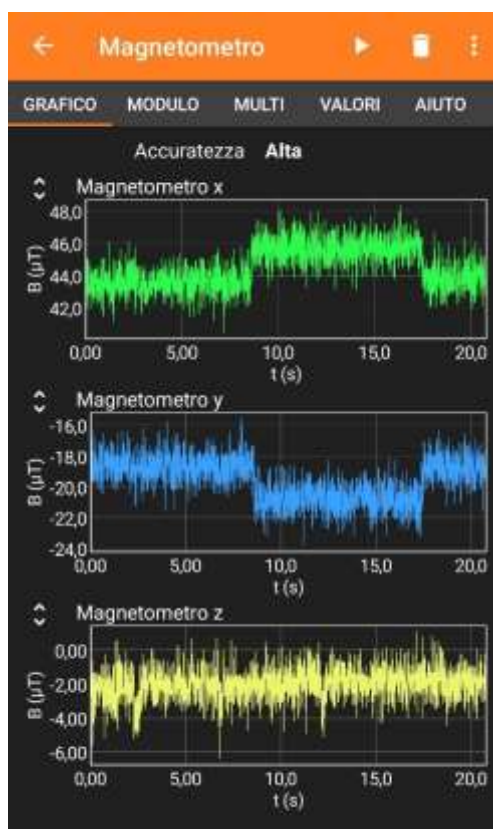 Magnetometro
GRAFICO MODULO MULTI VALORI AIUTO
Accuratezza Alta
Magnetometro x
48,0
46,0
44,0
42,0
B (µT)
0,00 5,00 10,0 15,0 20,0
t (s)
Magnetometro y
-16,0
-18,0
-20,0
-22,0
-24,0
B (µT)
0,00 5,00 10,0 15,0 20,0
t (s)
Magnetometro z
0,00
-2,00
-4,00
-6,00
B (µT)
0,00 5,00 10,0 15,0 20,0
t (s)